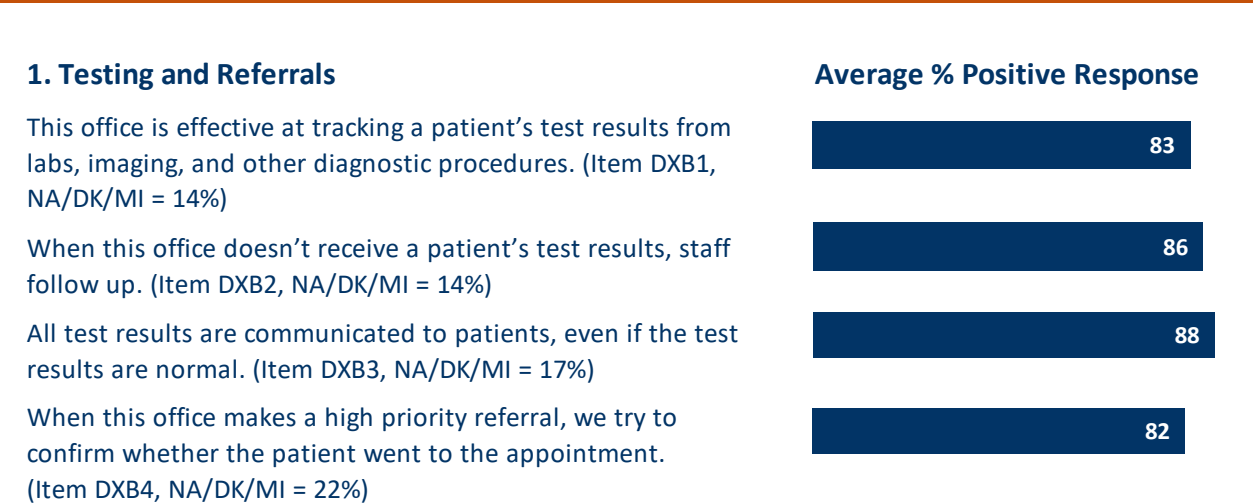 1. Testing and Referrals
Average % Positive Response
This office is effective at tracking a patient’s test results from
labs, imaging, and other diagnostic procedures. (Item DXB1,
NA/DK/MI = 14%)
83
When this office doesn’t receive a patient’s test results, staff
follow up. (Item DXB2, NA/DK/MI = 14%)
86
All test results are communicated to patients, even if the test
results are normal. (Item DXB3, NA/DK/MI = 17%)
88
When this office makes a high priority referral, we try to
confirm whether the patient went to the appointment.
(Item DXB4, NA/DK/MI = 22%)
82